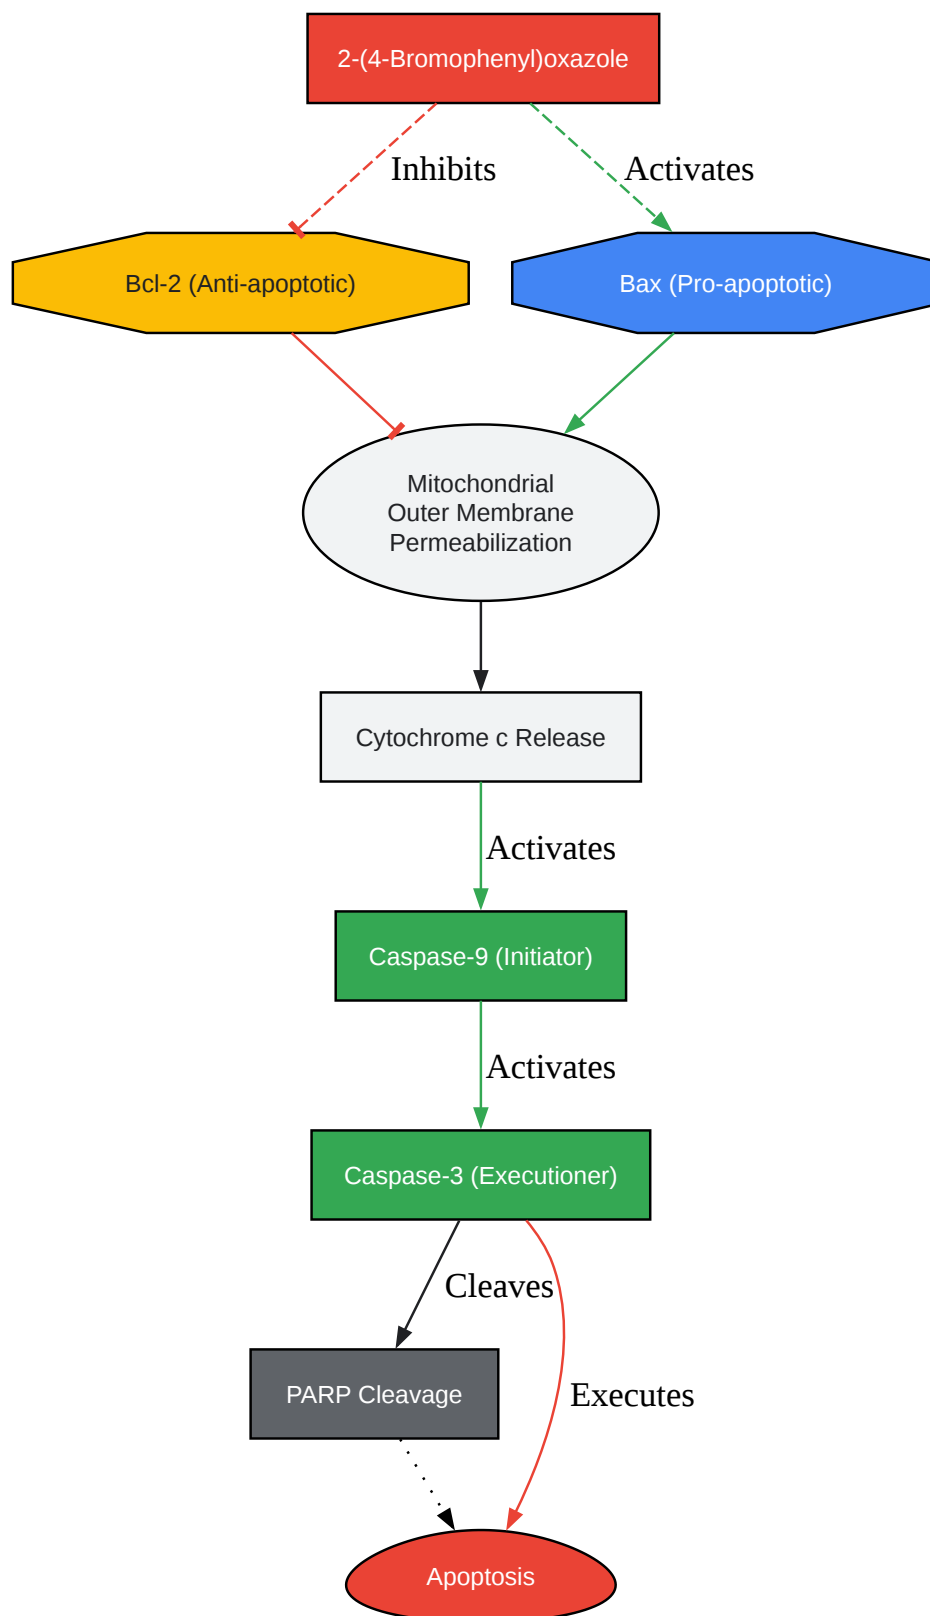 2-(4-Bromophenyl)oxazole
Inhibits
Activates
Bcl-2 (Anti-apoptotic)
Bax (Pro-apoptotic)
Mitochondrial
Outer Membrane
Permeabilization
Cytochrome c Release
Activates
Caspase-9 (Initiator)
Activates
Caspase-3 (Executioner)
Cleaves
PARP Cleavage
Executes
Apoptosis